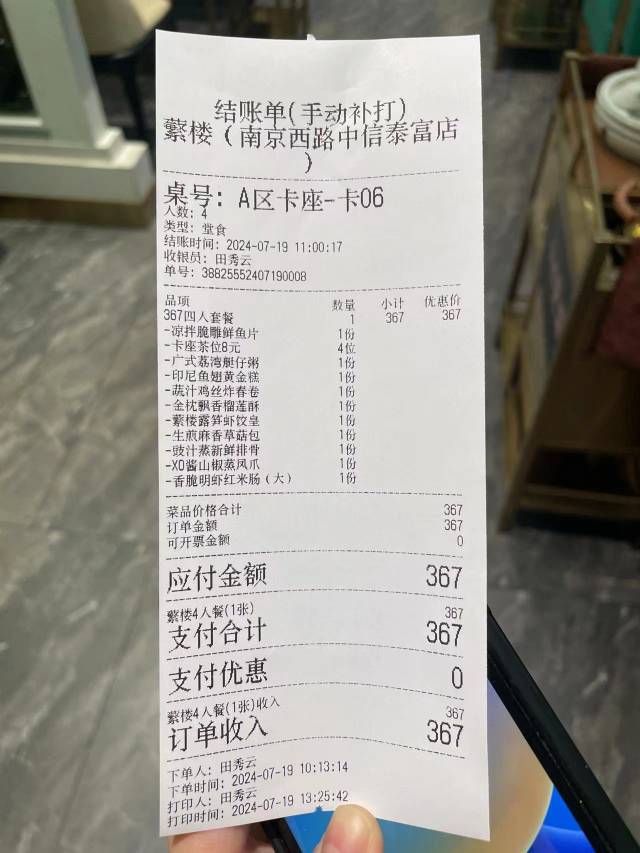 结账单(手动补打)
蘩楼（南京西路中信泰富店
）
桌号: A区卡座-卡06
人数: 4
类型: 堂食
结账时间: 2024-07-19 11:00:17
收银员: 田秀云
单号: 38825552407190008
品项 数量 小计 优惠价
367四人套餐 1 367 367
-凉拌脆雕鲜鱼片 1份
-卡座茶位8元 4位
-广式荔湾艇仔粥 1份
-印尼鱼翅黄金糕 1份
-蔬汁鸡丝炸春卷 1份
-金枕飘香榴莲酥 1份
-蘩楼露笋虾饺皇 1份
-生煎麻香草菇包 1份
-豉汁蒸新鲜排骨 1份
-XO酱山椒蒸凤爪 1份
-香脆明虾红米肠（大） 1份
菜品价格合计 367
订单金额 367
可开票金额 0
应付金额 367
蘩楼4人餐(1张) 367
支付合计 367
支付优惠 0
蘩楼4人餐(1张)收入 367
订单收入 367
下单人: 田秀云
下单时间: 2024-07-19 10:13:14
打印人: 田秀云
打印时间: 2024-07-19 13:25:42